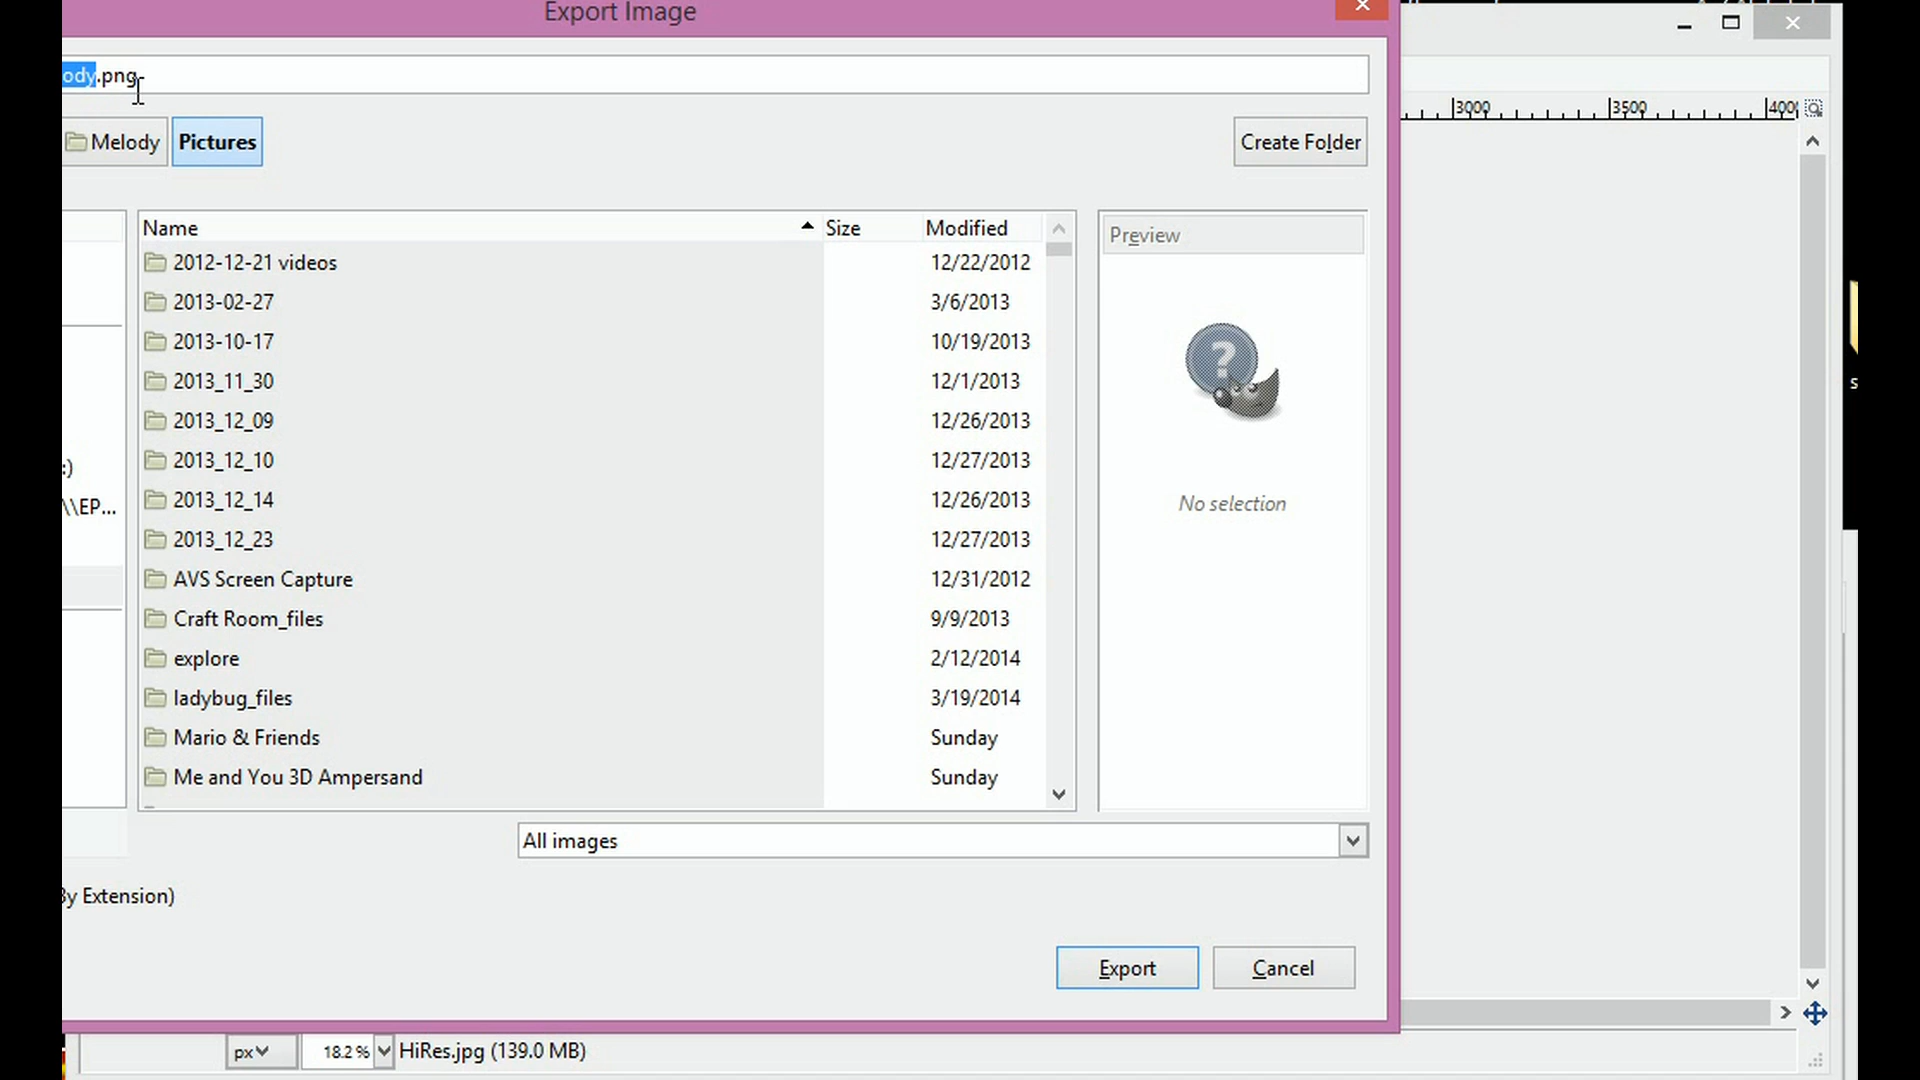 Export Image
ody.png
3000 3500 400
Melody Pictures Create Folder
Name Size Modified Preview
2012-12-21 videos 12/22/2012
2013-02-27 3/6/2013
2013-10-17 10/19/2013
2013_11_30 12/1/2013
2013_12_09 12/26/2013
:) 2013_12_10 12/27/2013
\\EP... 2013_12_14 12/26/2013
No selection
2013_12_23 12/27/2013
AVS Screen Capture 12/31/2012
Craft Room_files 9/9/2013
explore 2/12/2014
ladybug_files 3/19/2014
Mario & Friends Sunday
Me and You 3D Ampersand Sunday
All images
By Extension)
Export Cancel
px 18.2 % HiRes.jpg (139.0 MB)